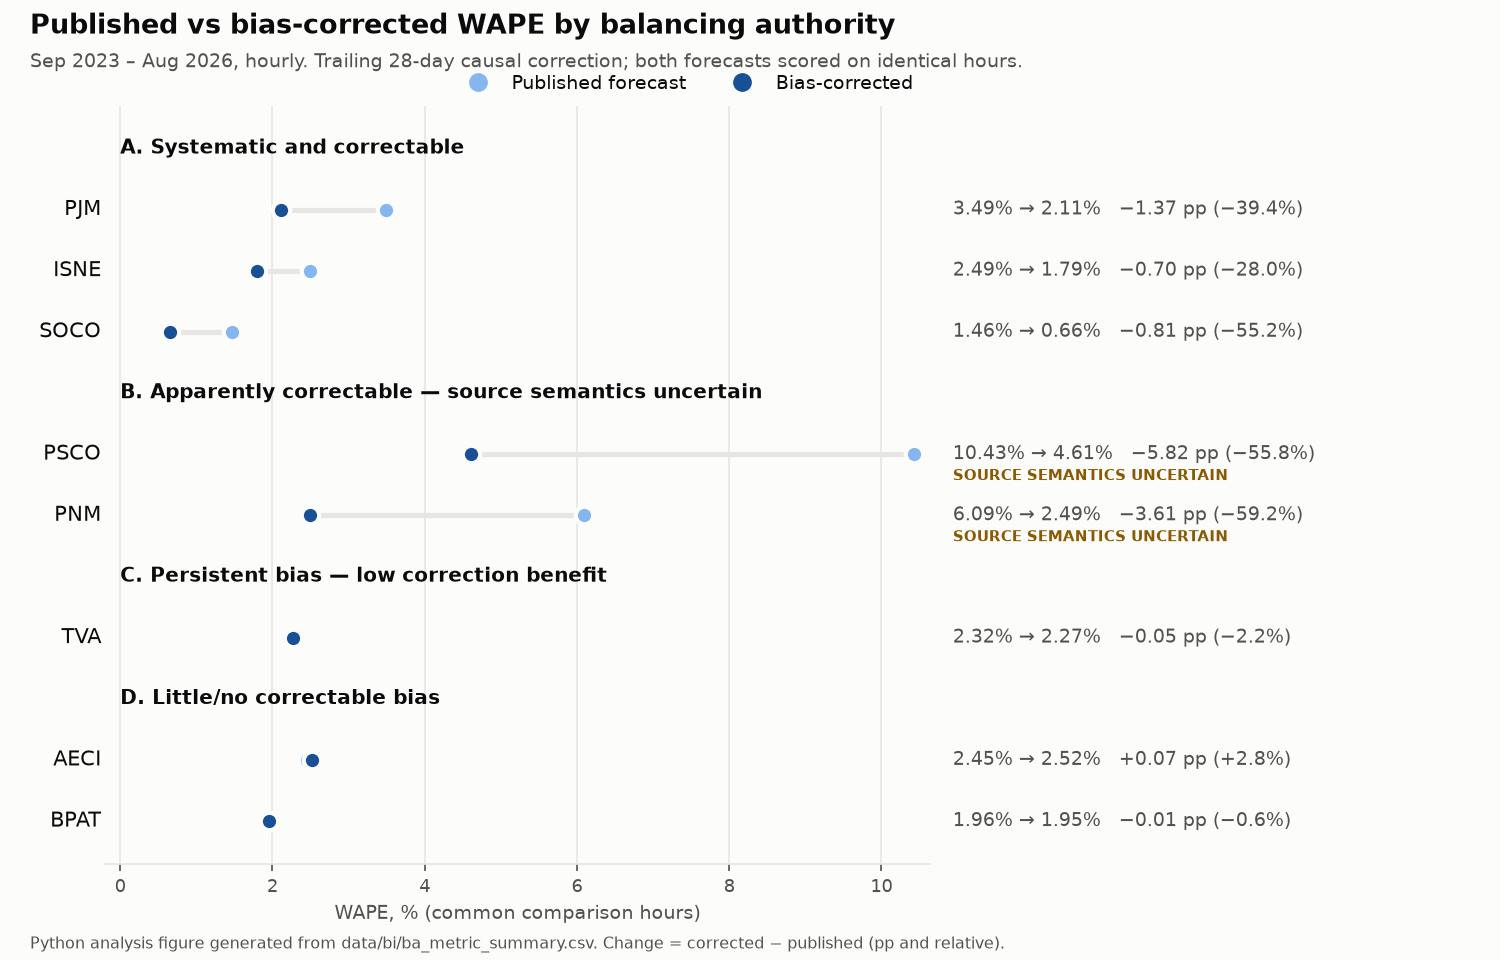 Published vs bias-corrected WAPE by balancing authority
Sep 2023 – Aug 2026, hourly. Trailing 28-day causal correction; both forecasts scored on identical hours.
Published forecast   Bias-corrected
A. Systematic and correctable
PJM   3.49% → 2.11%   −1.37 pp (−39.4%)
ISNE   2.49% → 1.79%   −0.70 pp (−28.0%)
SOCO   1.46% → 0.66%   −0.81 pp (−55.2%)
B. Apparently correctable — source semantics uncertain
PSCO   10.43% → 4.61%   −5.82 pp (−55.8%)
SOURCE SEMANTICS UNCERTAIN
PNM   6.09% → 2.49%   −3.61 pp (−59.2%)
SOURCE SEMANTICS UNCERTAIN
C. Persistent bias — low correction benefit
TVA   2.32% → 2.27%   −0.05 pp (−2.2%)
D. Little/no correctable bias
AECI   2.45% → 2.52%   +0.07 pp (+2.8%)
BPAT   1.96% → 1.95%   −0.01 pp (−0.6%)
0   2   4   6   8   10
WAPE, % (common comparison hours)
Python analysis figure generated from data/bi/ba_metric_summary.csv. Change = corrected − published (pp and relative).